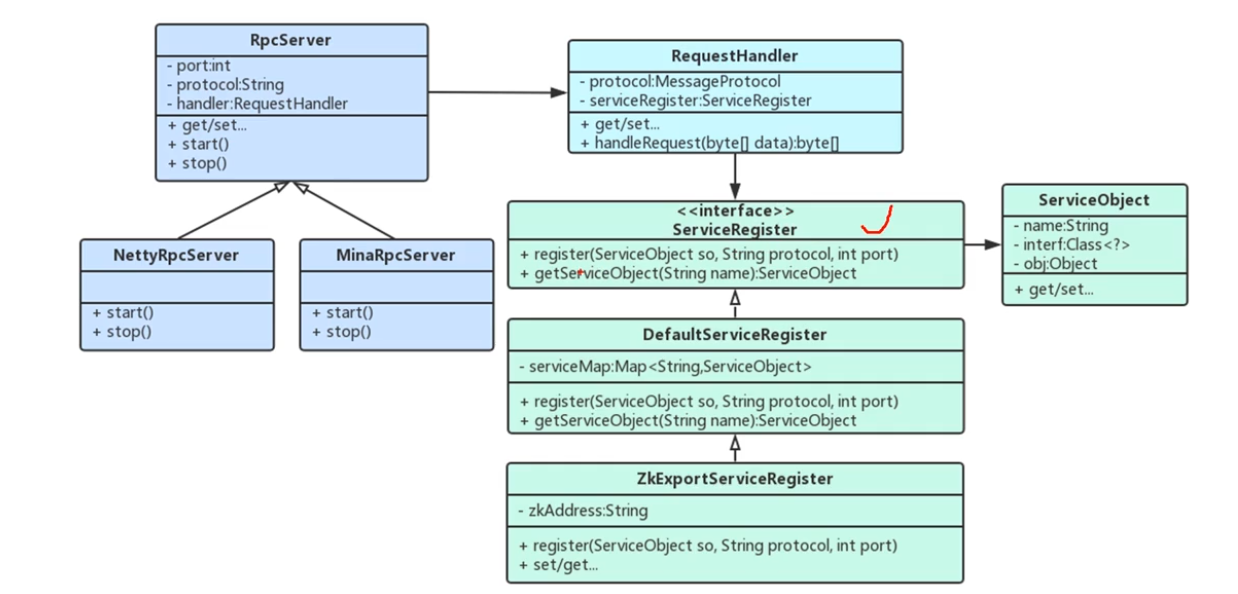 RpcServer
- port:int
- protocol:String
- handler:RequestHandler
+ get/set...
+ start()
+ stop()
RequestHandler
- protocol:MessageProtocol
- serviceRegister:ServiceRegister
+ get/set...
+ handleRequest(byte[] data):byte[]
NettyRpcServer
+ start()
+ stop()
MinaRpcServer
+ start()
+ stop()
<<interface>>
ServiceRegister
+ register(ServiceObject so, String protocol, int port)
+ getServiceObject(String name):ServiceObject
ServiceObject
- name:String
- interf:Class<?>
- obj:Object
+ get/set...
DefaultServiceRegister
- serviceMap:Map<String,ServiceObject>
+ register(ServiceObject so, String protocol, int port)
+ getServiceObject(String name):ServiceObject
ZkExportServiceRegister
- zkAddress:String
+ register(ServiceObject so, String protocol, int port)
+ set/get...